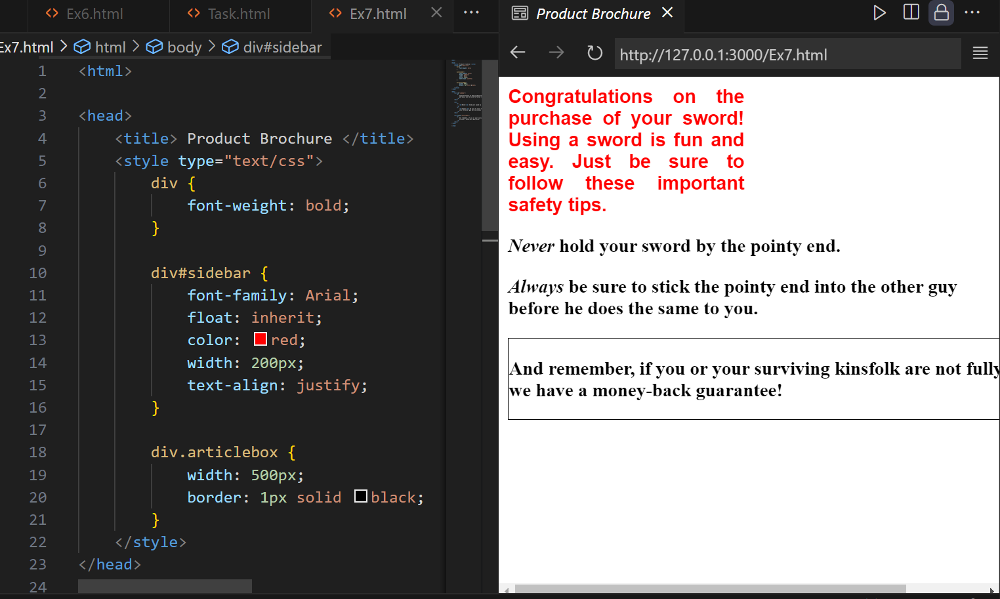 Ex6.html
Task.html
Ex7.html
Ex7.html > html > body > div#sidebar
1 <html>
2
3 <head>
4 <title> Product Brochure </title>
5 <style type="text/css">
6 div {
7 font-weight: bold;
8 }
9
10 div#sidebar {
11 font-family: Arial;
12 float: inherit;
13 color: red;
14 width: 200px;
15 text-align: justify;
16 }
17
18 div.articlebox {
19 width: 500px;
20 border: 1px solid black;
21 }
22 </style>
23 </head>
24
Product Brochure
http://127.0.0.1:3000/Ex7.html
Congratulations on the
purchase of your sword!
Using a sword is fun and
easy. Just be sure to
follow these important
safety tips.
Never hold your sword by the pointy end.
Always be sure to stick the pointy end into the other guy
before he does the same to you.
And remember, if you or your surviving kinsfolk are not fully
we have a money-back guarantee!